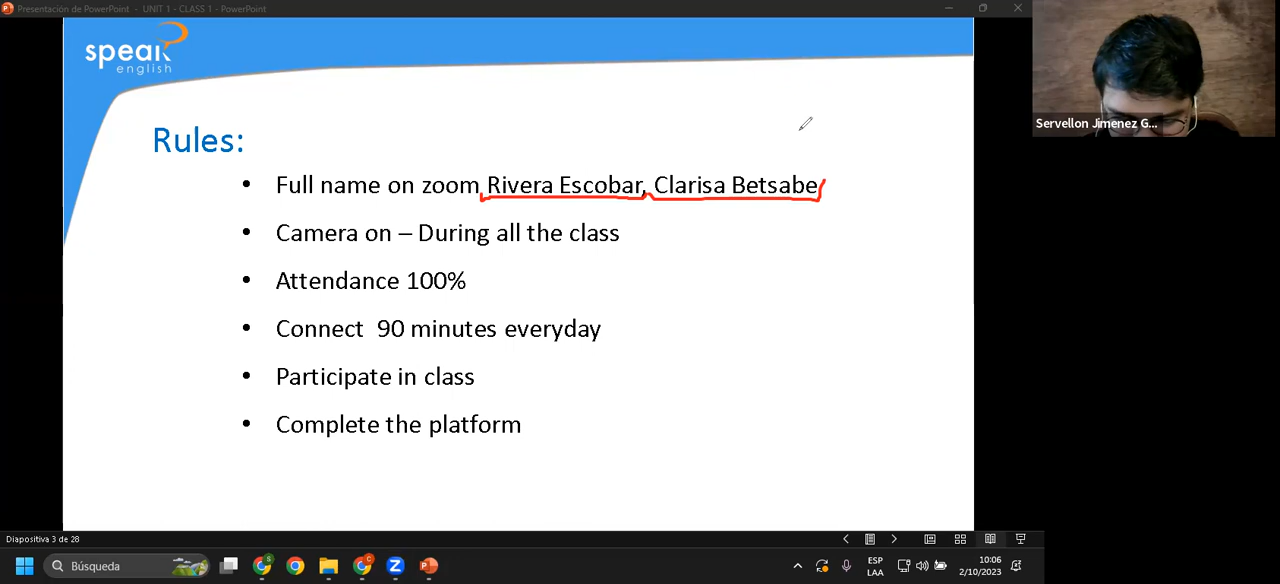 Presentación de PowerPoint - UNIT 1 - CLASS 1 - PowerPoint
speak
english
Rules:
• Full name on zoom Rivera Escobar, Clarisa Betsabe
• Camera on – During all the class
• Attendance 100%
• Connect 90 minutes everyday
• Participate in class
• Complete the platform
Servellon Jimenez G...
Diapositiva 3 de 28
Búsqueda
ESP
LAA
10:06
2/10/2023